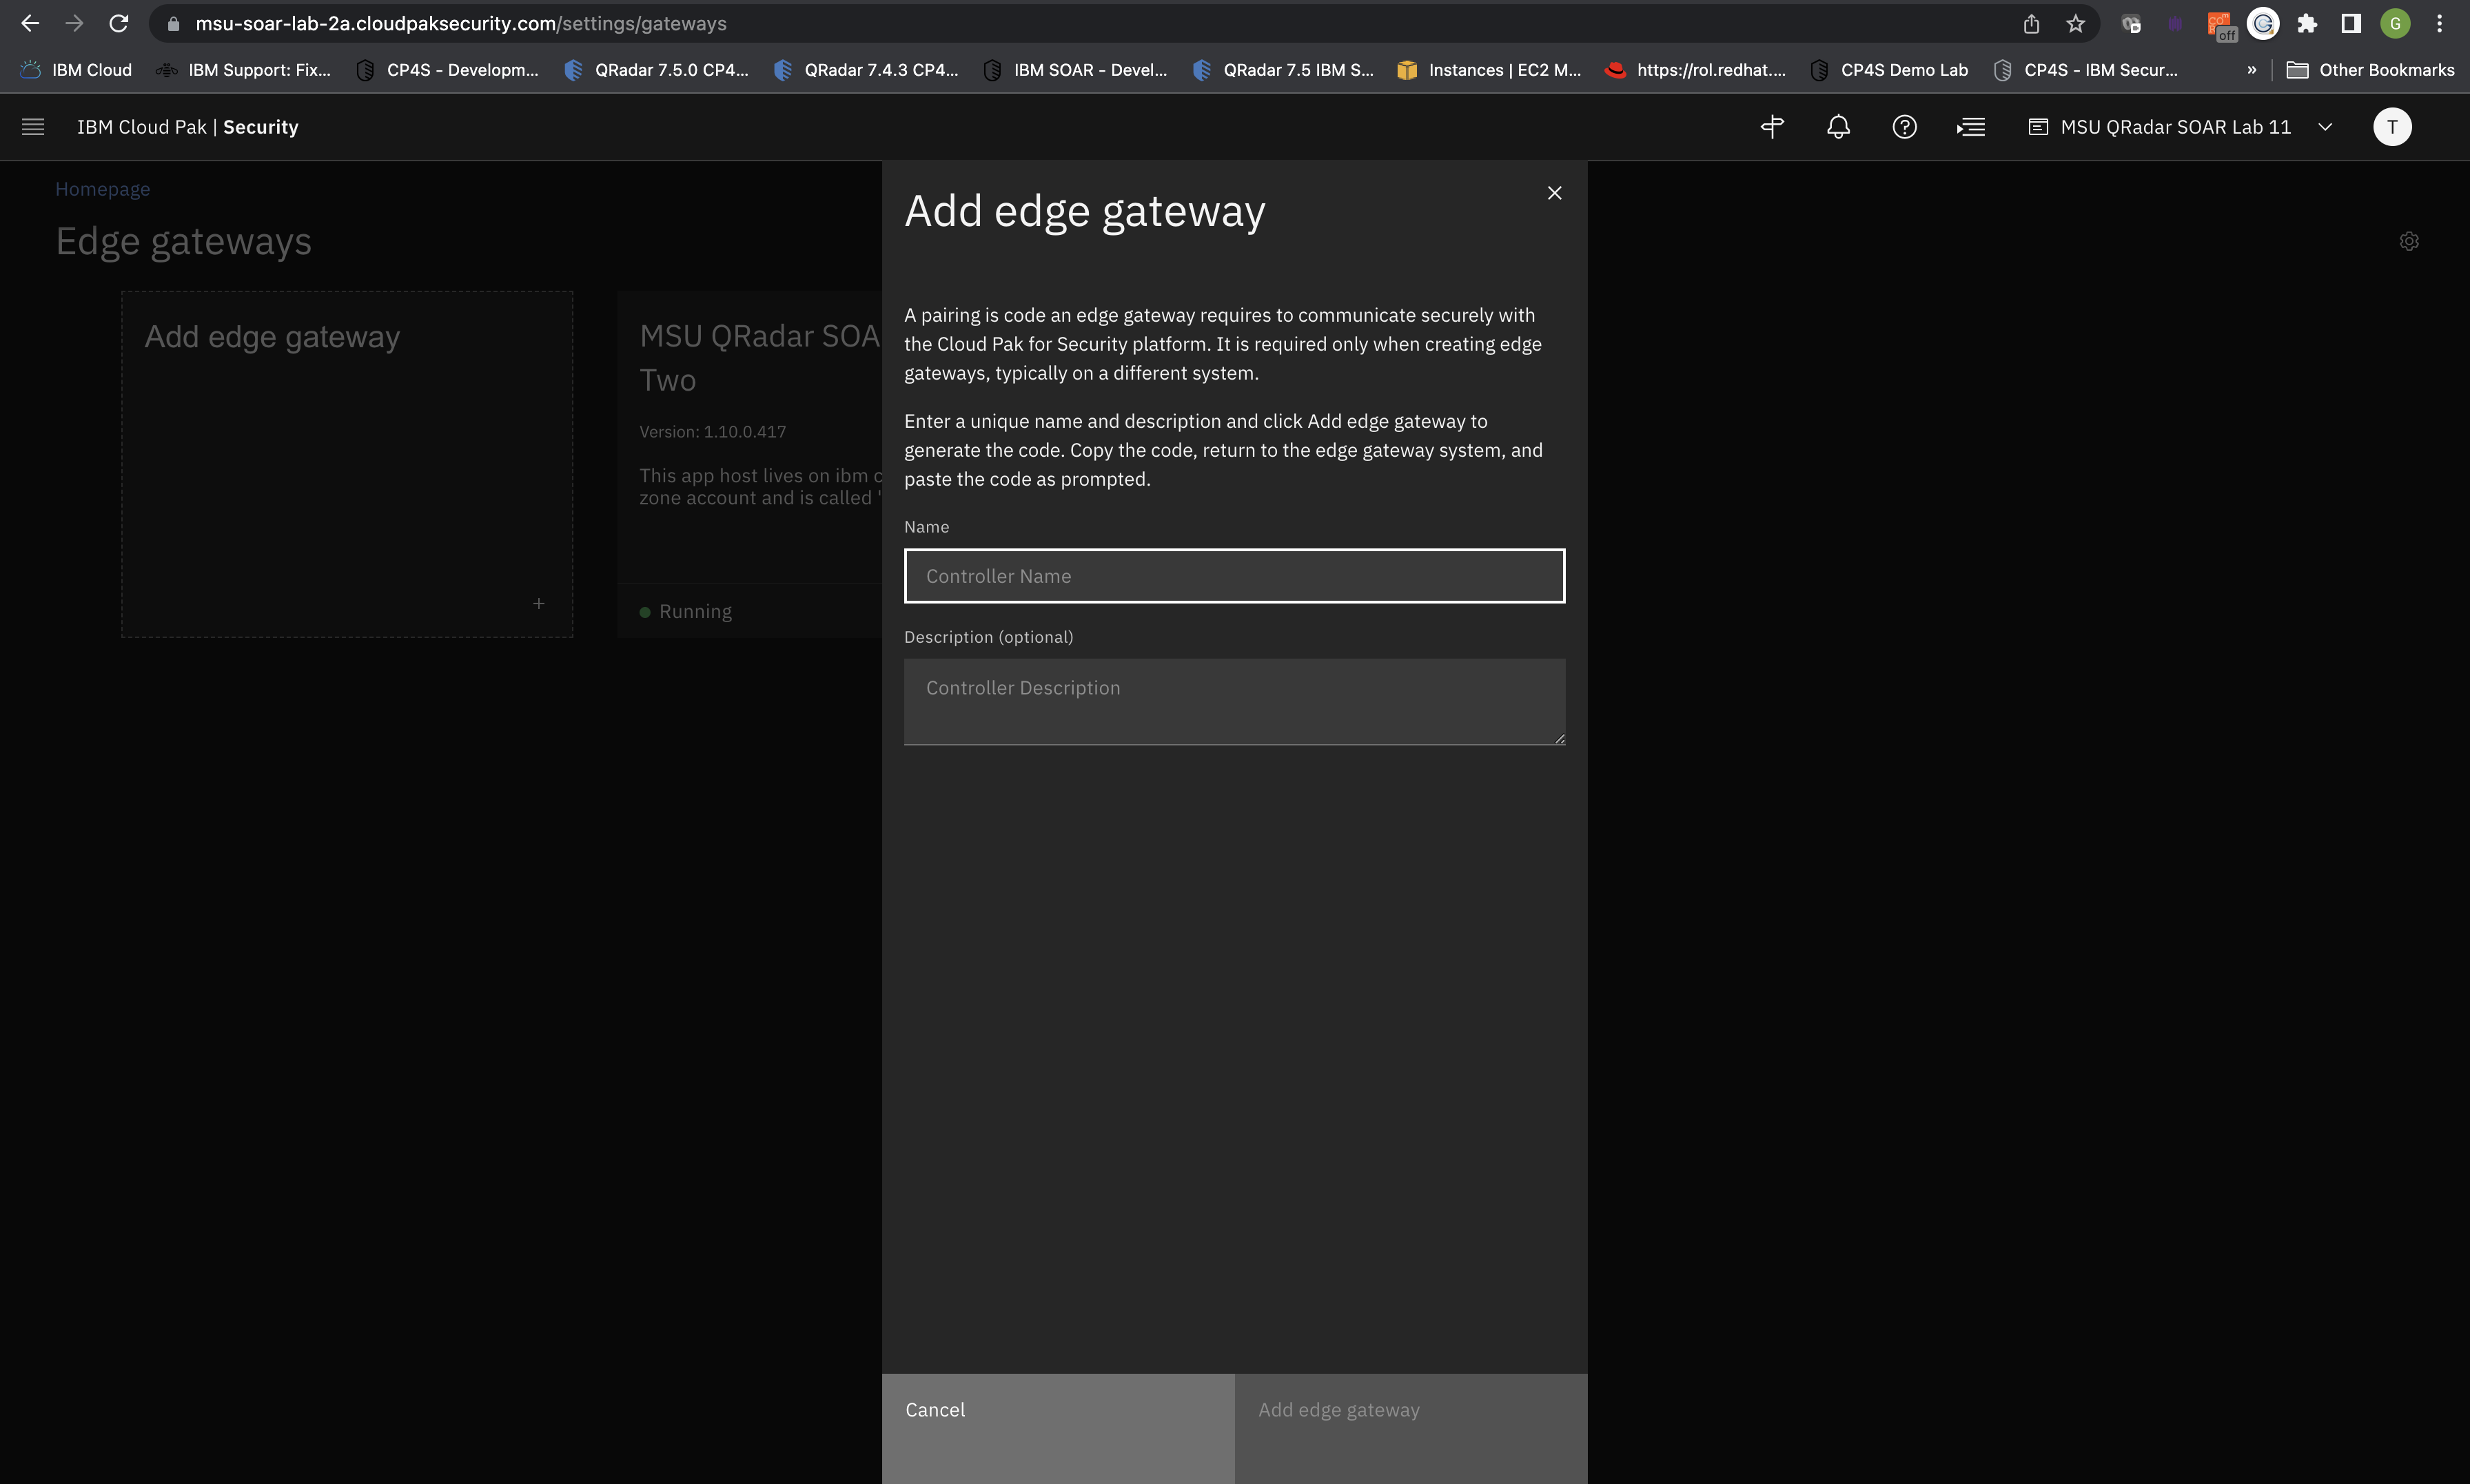 msu-soar-lab-2a.cloudpaksecurity.com/settings/gateways
off
G
IBM Cloud
IBM Support: Fix...
CP4S - Developm...
QRadar 7.5.0 CP4...
QRadar 7.4.3 CP4...
IBM SOAR - Devel...
QRadar 7.5 IBM S...
Instances | EC2 M...
https://rol.redhat....
CP4S Demo Lab
CP4S - IBM Secur...
»
Other Bookmarks
IBM Cloud Pak | Security
MSU QRadar SOAR Lab 11
T
Homepage
Edge gateways
Add edge gateway
+
MSU QRadar SOA
Two
Version: 1.10.0.417
This app host lives on ibm c
zone account and is called '
Running
Add edge gateway
A pairing is code an edge gateway requires to communicate securely with
the Cloud Pak for Security platform. It is required only when creating edge
gateways, typically on a different system.
Enter a unique name and description and click Add edge gateway to
generate the code. Copy the code, return to the edge gateway system, and
paste the code as prompted.
Name
Controller Name
Description (optional)
Controller Description
Cancel
Add edge gateway